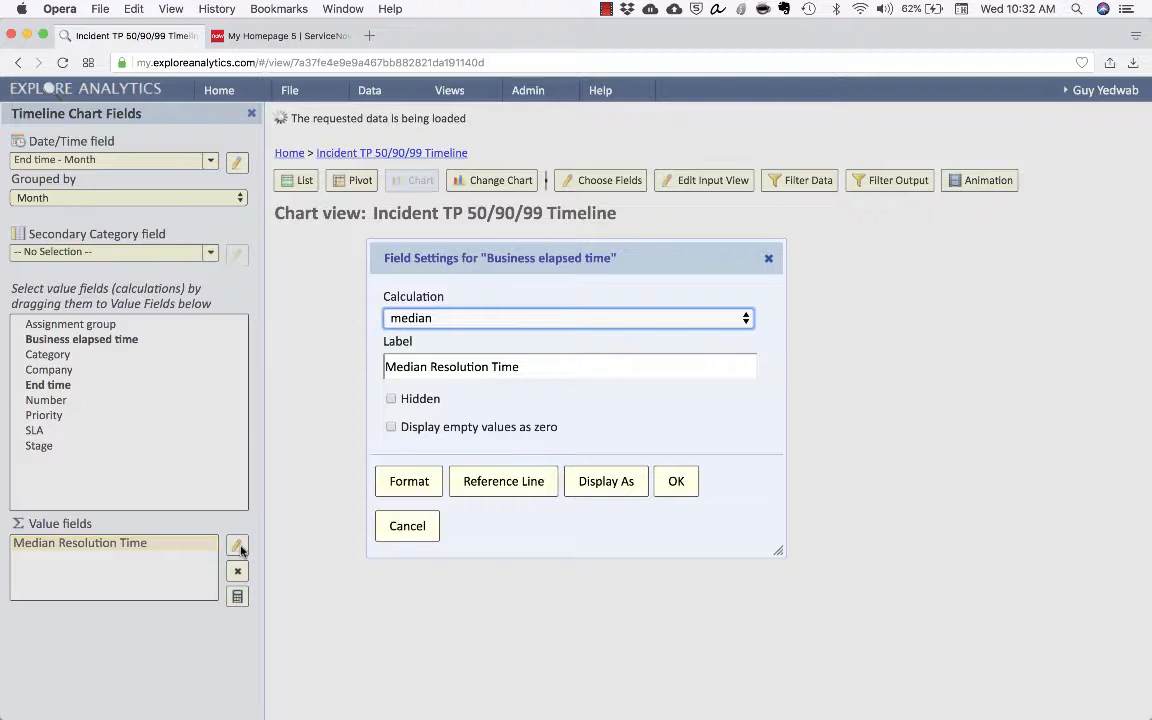 Opera File Edit View History Bookmarks Window Help 62% Wed 10:32 AM
Incident TP 50/90/99 Timelin
My Homepage 5 | ServiceNow
my.exploreanalytics.com/#/view/7a37fe4e9e9a467bb882821da191140d
EXPLORE ANALYTICS Home File Data Views Admin Help Guy Yedwab
Timeline Chart Fields
Date/Time field
End time - Month
Grouped by
Month
Secondary Category field
-- No Selection --
Select value fields (calculations) by
dragging them to Value Fields below
Assignment group
Business elapsed time
Category
Company
End time
Number
Priority
SLA
Stage
Σ Value fields
Median Resolution Time
The requested data is being loaded
Home > Incident TP 50/90/99 Timeline
List Pivot Chart Change Chart Choose Fields Edit Input View Filter Data Filter Output Animation
Chart view: Incident TP 50/90/99 Timeline
Field Settings for "Business elapsed time"
Calculation
median
Label
Median Resolution Time
Hidden
Display empty values as zero
Format Reference Line Display As OK
Cancel